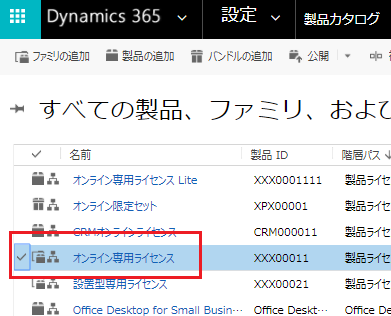 Dynamics 365 設定 製品カタログ
ファミリの追加 製品の追加 バンドルの追加 公開
すべての製品、ファミリ、および
名前 製品 ID 階層パス
オンライン専用ライセンス Lite XXX0001111 製品ライセ
オンライン限定セット XPX00001 製品ライセ
CRMオンラインライセンス CRM000011 製品ライセ
オンライン専用ライセンス XXX00011 製品ライセ
設置型専用ライセンス XXX00021 製品ライセ
Office Desktop for Small Busin... Office Deskt... Office Deskt